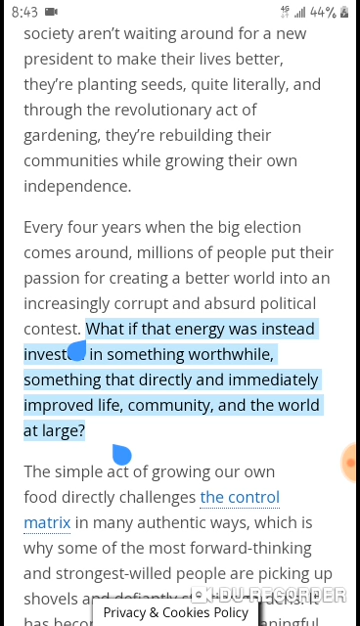 8:43 44%
society aren't waiting around for a new
president to make their lives better,
they're planting seeds, quite literally, and
through the revolutionary act of
gardening, they're rebuilding their
communities while growing their own
independence.
Every four years when the big election
comes around, millions of people put their
passion for creating a better world into an
increasingly corrupt and absurd political
contest. What if that energy was instead
in something worthwhile,
something that directly and immediately
improved life, community, and the world
at large?
The simple act of growing our own
food directly challenges the control
matrix in many authentic ways, which is
why some of the most forward-thinking
and strongest-willed people are picking up
shovels and defiantly
DU RECORDER
Privacy & Cookies Policy